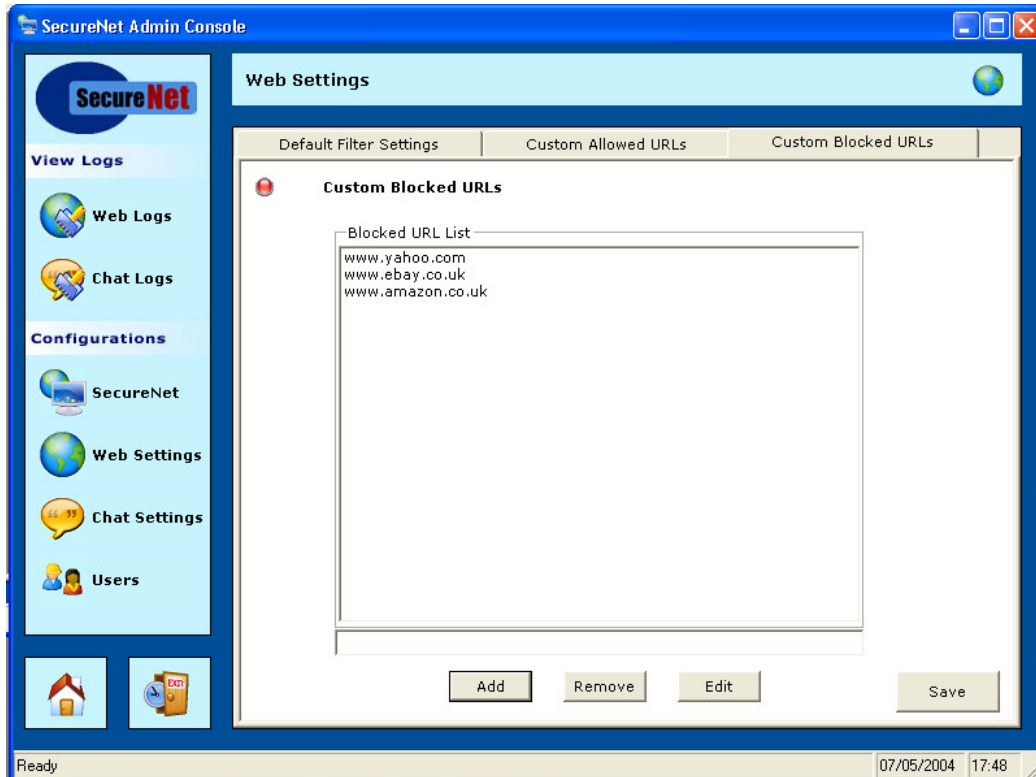 SecureNet Admin Console
SecureNet
View Logs
Web Logs
Chat Logs
Configurations
SecureNet
Web Settings
Chat Settings
Users
EXIT
Web Settings
Default Filter Settings
Custom Allowed URLs
Custom Blocked URLs
Custom Blocked URLs
Blocked URL List
www.yahoo.com
www.ebay.co.uk
www.amazon.co.uk
Add
Remove
Edit
Save
Ready
07/05/2004
17:48